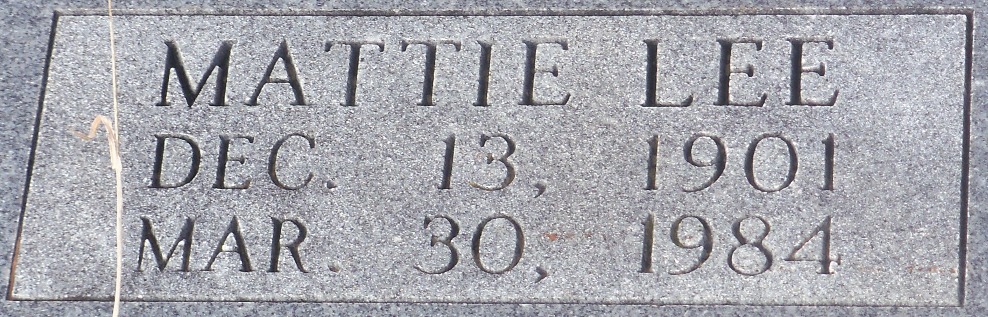 MATTIE LEE
DEC. 13, 1901
MAR. 30, 1984